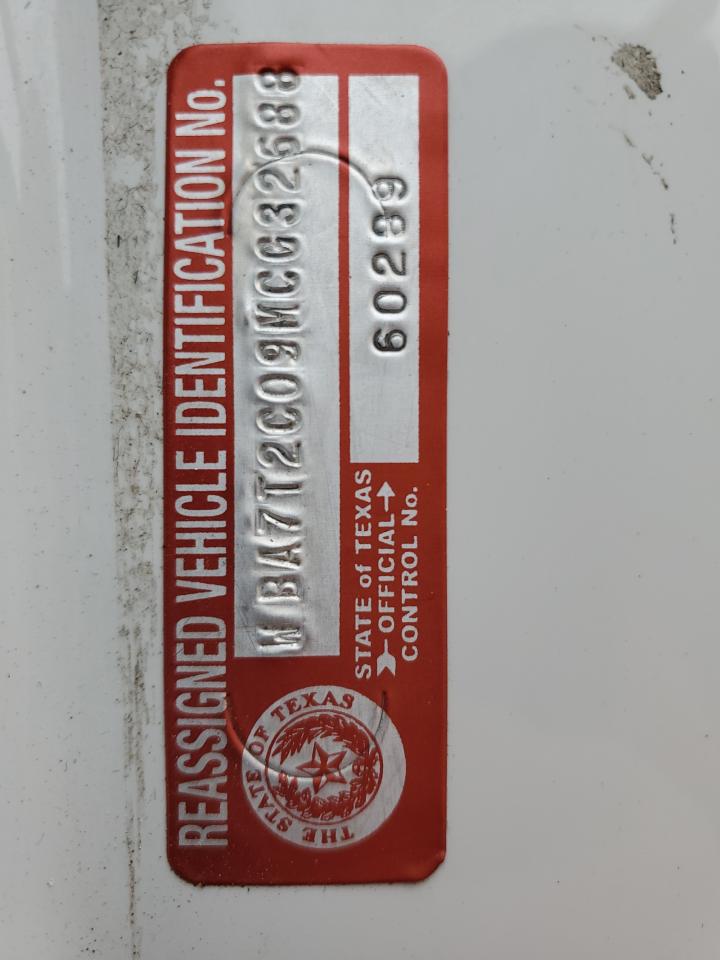 REASSIGNED VEHICLE IDENTIFICATION No.
WBA7T2C09MCG32688
THE STATE OF TEXAS
STATE of TEXAS
OFFICIAL
CONTROL No.
60289